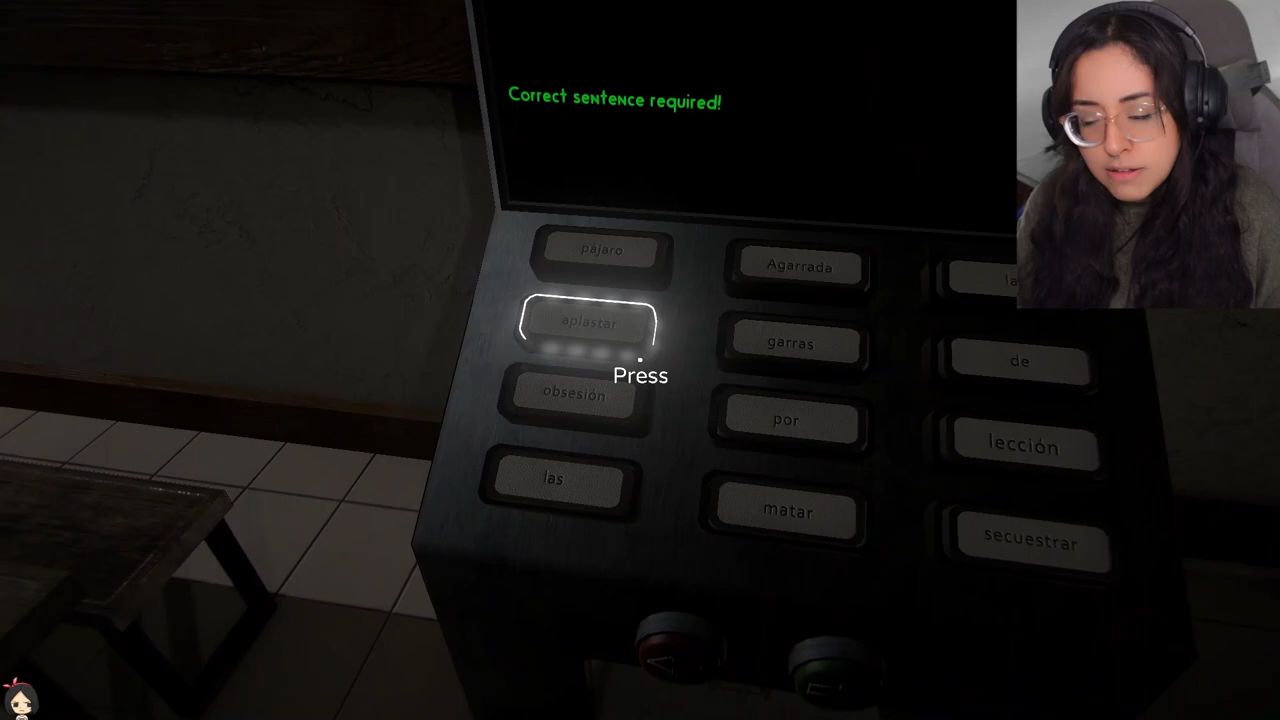 Correct sentence required!
pájaro
Agarrada
aplastar
garras
de
Press
obsesión
por
lección
las
matar
secuestrar